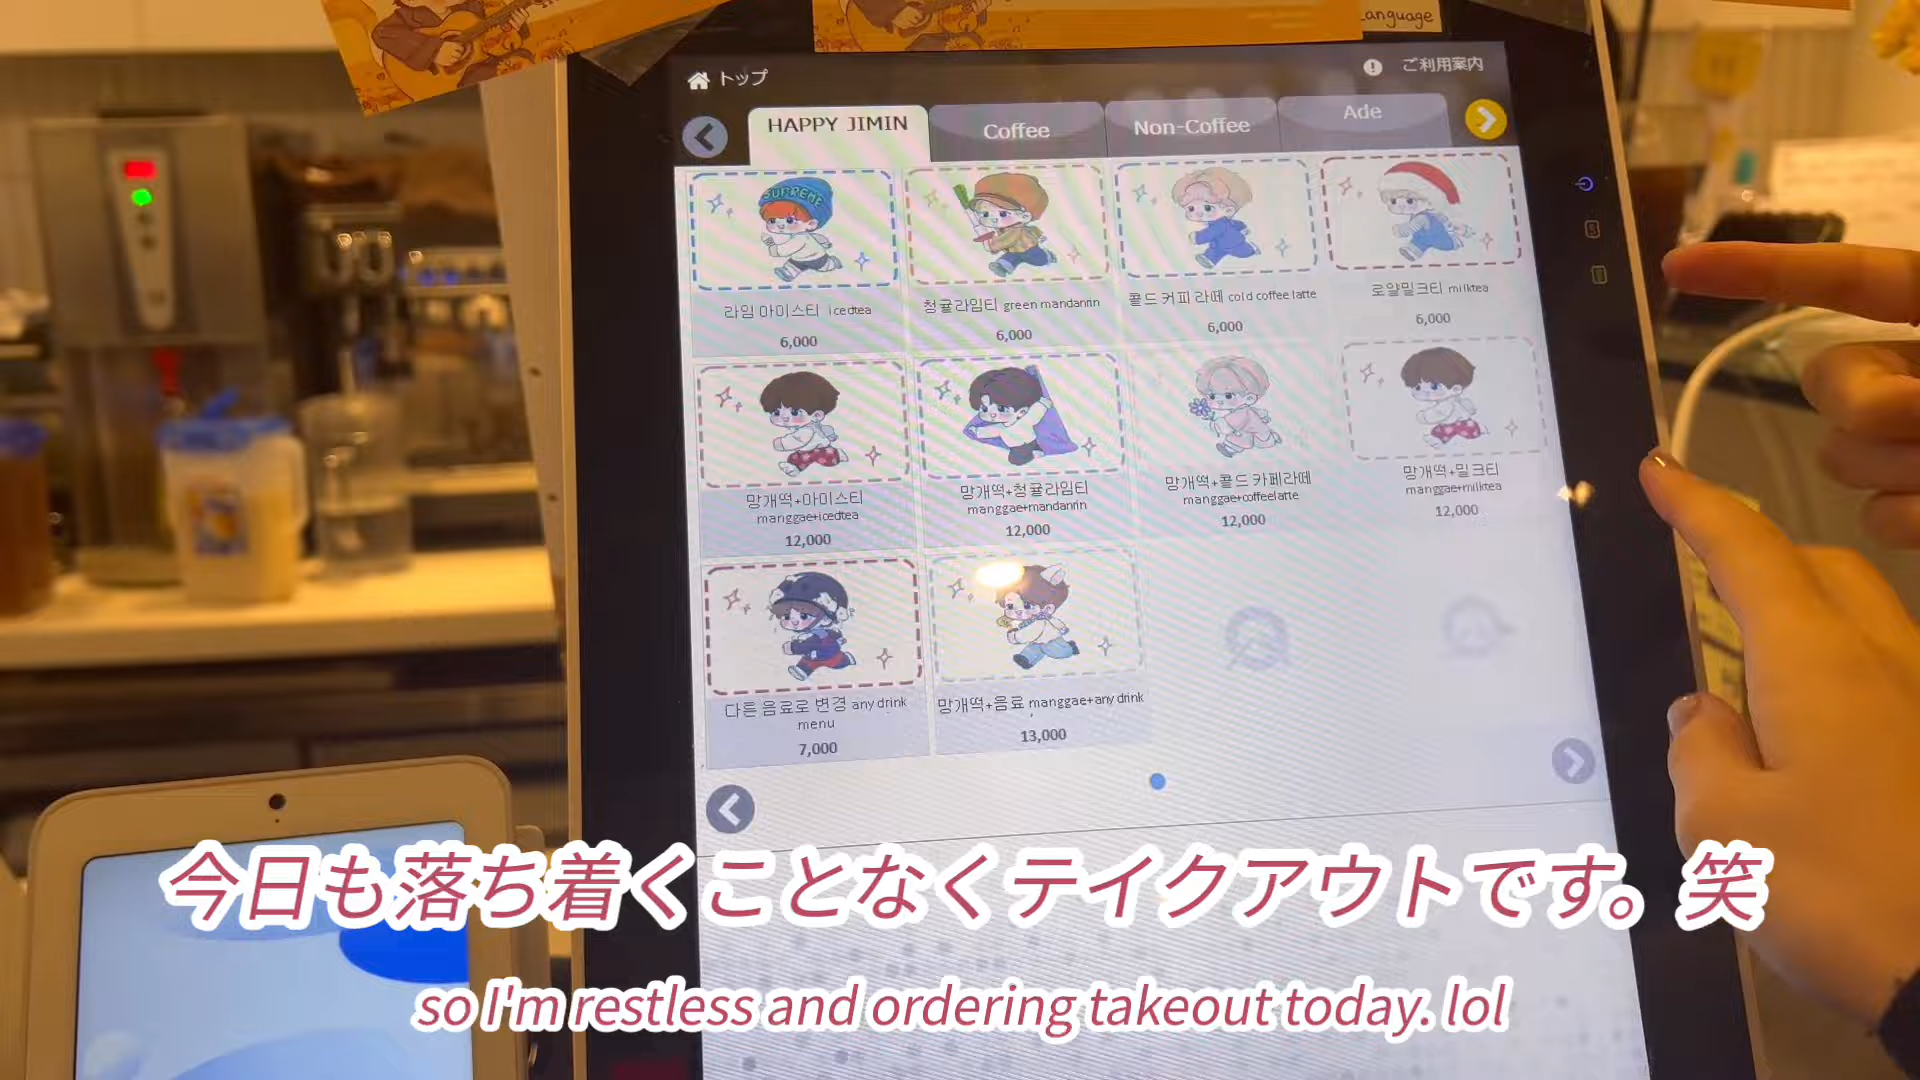 Language
トップ
ご利用案内
HAPPY JIMIN
Coffee
Non-Coffee
Ade
SUPREME
라임 아이스티 icedtea
6,000
청귤라임티 green mandarin
6,000
콜드 커피 라떼 cold coffee latte
6,000
로얄밀크티 milktea
6,000
망개떡+아이스티
manggae+icedtea
12,000
망개떡+청귤라임티
manggae+mandarin
12,000
망개떡+콜드 카페라떼
manggae+coffeelatte
12,000
망개떡+밀크티
manggae+milktea
12,000
다른 음료로 변경 any drink
menu
7,000
망개떡+음료 manggae+any drink
13,000
今日も落ち着くことなくテイクアウトです。笑
so I'm restless and ordering takeout today. lol